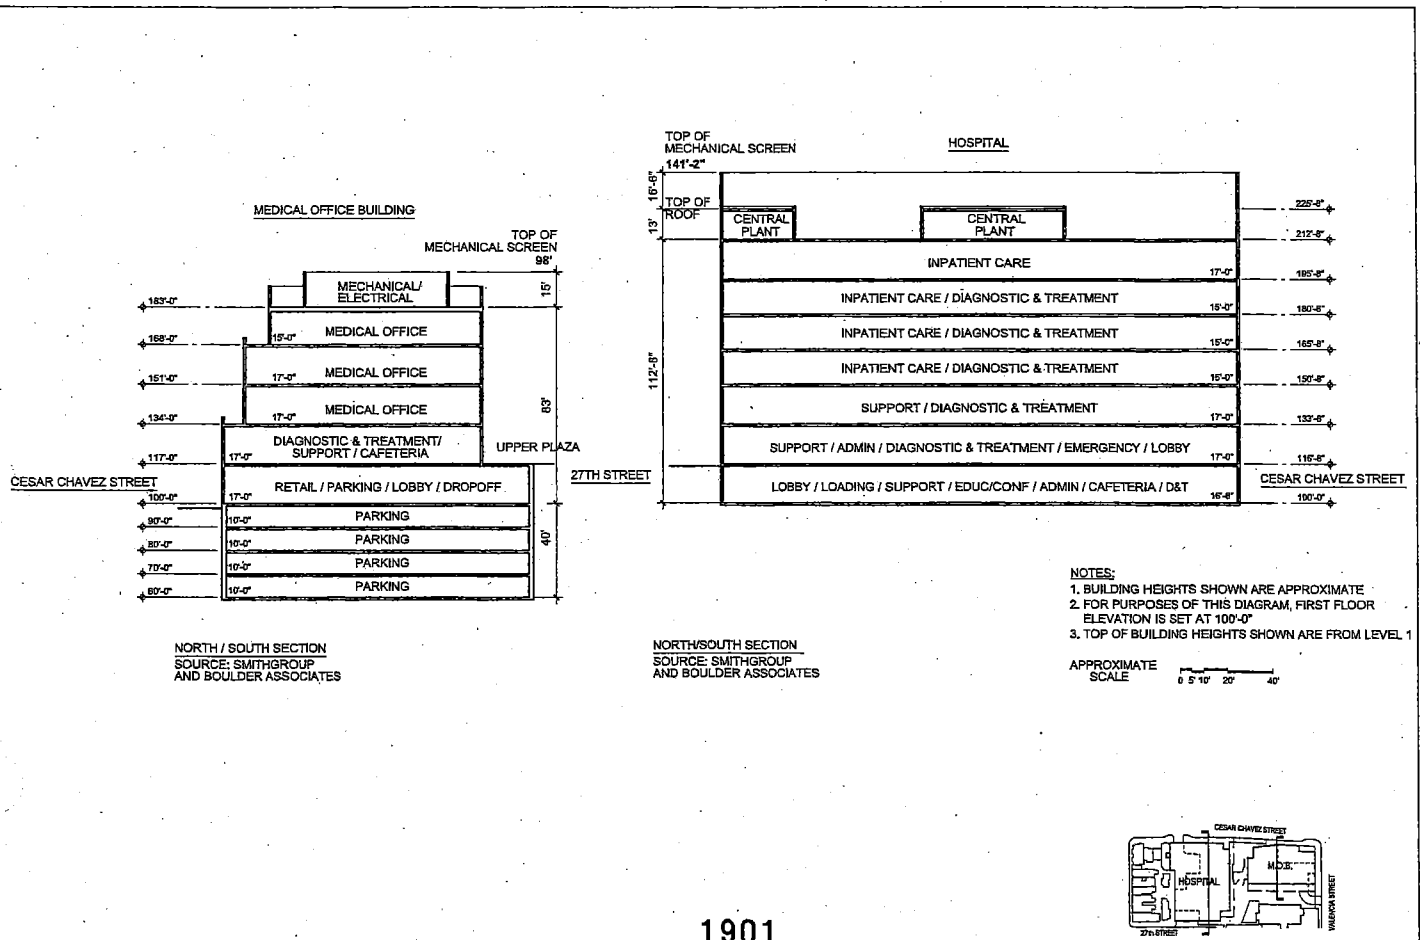 MEDICAL OFFICE BUILDING
TOP OF
MECHANICAL SCREEN
98'
MECHANICAL/
ELECTRICAL
15'
183'-0"
MEDICAL OFFICE
15'-0"
168'-0"
MEDICAL OFFICE
17'-0"
151'-0"
MEDICAL OFFICE
17'-0"
83'
134'-0"
DIAGNOSTIC & TREATMENT/
SUPPORT / CAFETERIA
17'-0"
UPPER PLAZA
117'-0"
CESAR CHAVEZ STREET
RETAIL / PARKING / LOBBY / DROPOFF
17'-0"
27TH STREET
100'-0"
PARKING
10'-0"
90'-0"
PARKING
10'-0"
40'
80'-0"
PARKING
10'-0"
70'-0"
PARKING
10'-0"
60'-0"
NORTH / SOUTH SECTION
SOURCE: SMITHGROUP
AND BOULDER ASSOCIATES
HOSPITAL
TOP OF
MECHANICAL SCREEN
141'-2"
16'-6"
TOP OF
ROOF
13'
CENTRAL
PLANT
CENTRAL
PLANT
225'-8"
212'-8"
INPATIENT CARE
17'-0"
195'-8"
INPATIENT CARE / DIAGNOSTIC & TREATMENT
15'-0"
180'-8"
INPATIENT CARE / DIAGNOSTIC & TREATMENT
15'-0"
165'-8"
112'-8"
INPATIENT CARE / DIAGNOSTIC & TREATMENT
15'-0"
150'-8"
SUPPORT / DIAGNOSTIC & TREATMENT
17'-0"
133'-8"
SUPPORT / ADMIN / DIAGNOSTIC & TREATMENT / EMERGENCY / LOBBY
17'-0"
116'-8"
CESAR CHAVEZ STREET
LOBBY / LOADING / SUPPORT / EDUC/CONF / ADMIN / CAFETERIA / D&T
16'-8"
100'-0"
NORTH/SOUTH SECTION
SOURCE: SMITHGROUP
AND BOULDER ASSOCIATES
NOTES:
1. BUILDING HEIGHTS SHOWN ARE APPROXIMATE
2. FOR PURPOSES OF THIS DIAGRAM, FIRST FLOOR
ELEVATION IS SET AT 100'-0"
3. TOP OF BUILDING HEIGHTS SHOWN ARE FROM LEVEL 1
APPROXIMATE
SCALE
0 5' 10' 20' 40'
CESAR CHAVEZ STREET
M.O.B.
HOSPITAL
VALENCIA STREET
27th STREET
1901